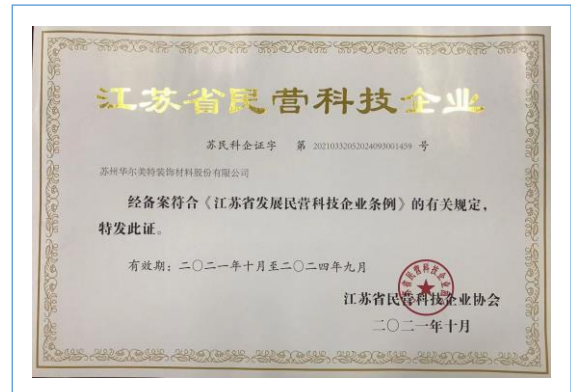 江苏省民营科技企业
苏民科企证字 第 20210332052024093001459 号
苏州华尔美特装饰材料股份有限公司
经备案符合《江苏省发展民营科技企业条例》的有关规定，
特发此证。
有效期：二〇二一年十月至二〇二四年九月
江苏省民营科技企业协会
二〇二一年十月